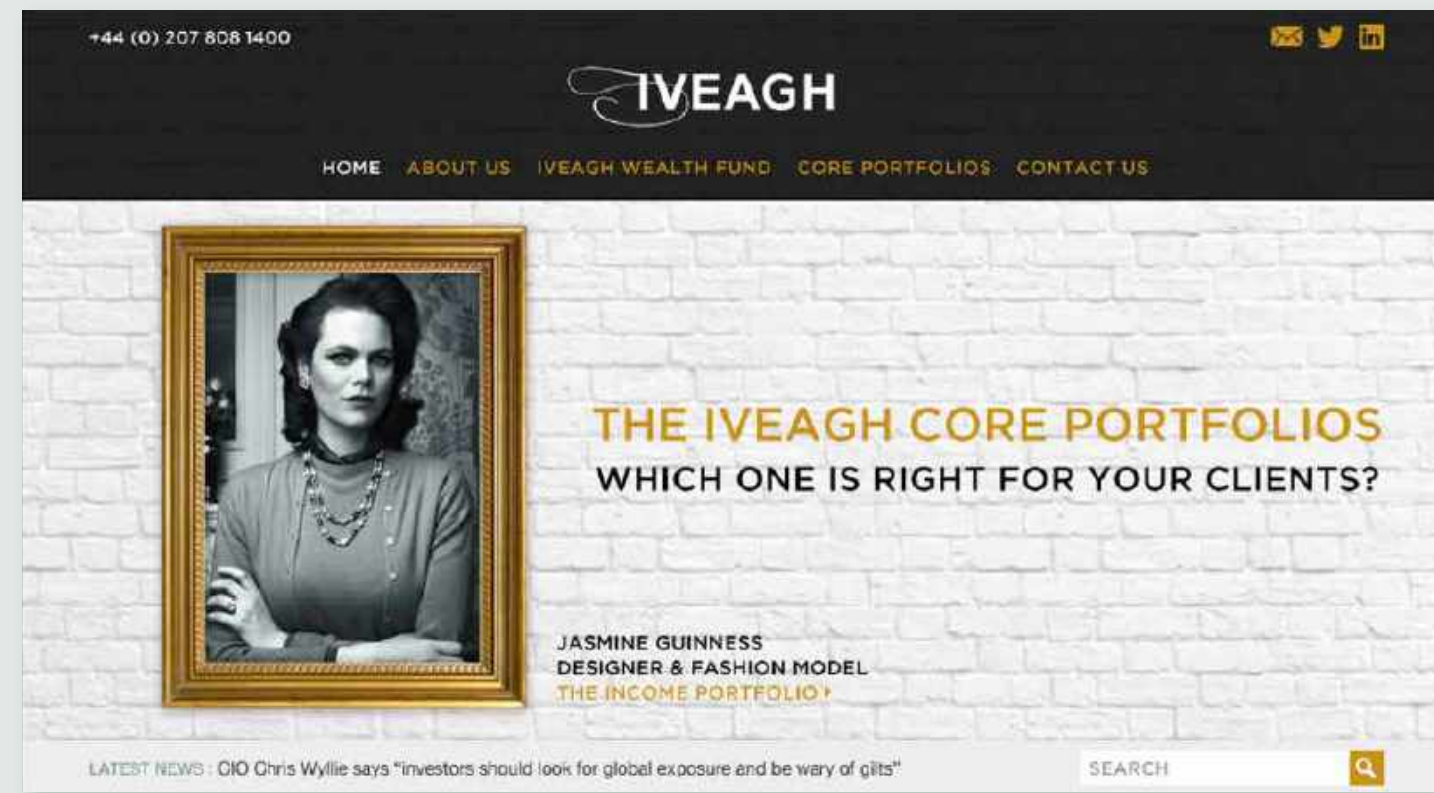 +44 (0) 207 808 1400
in
IVEAGH
HOME ABOUT US IVEAGH WEALTH FUND CORE PORTFOLIOS CONTACT US
THE IVEAGH CORE PORTFOLIOS
WHICH ONE IS RIGHT FOR YOUR CLIENTS?
JASMINE GUINNESS
DESIGNER & FASHION MODEL
THE INCOME PORTFOLIO
LATEST NEWS : CIO Chris Wyllie says "investors should look for global exposure and be wary of gilts"
SEARCH